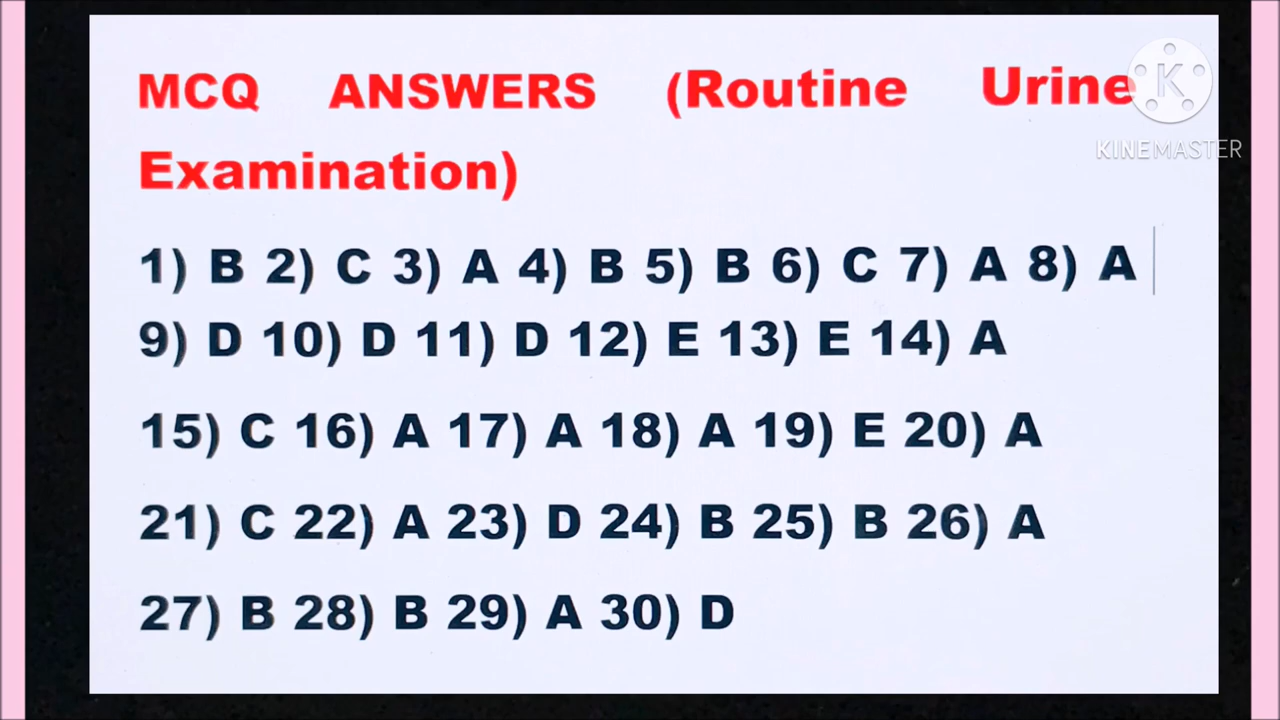 MCQ ANSWERS (Routine Urine
Examination)
KINEMASTER
1) B 2) C 3) A 4) B 5) B 6) C 7) A 8) A
9) D 10) D 11) D 12) E 13) E 14) A
15) C 16) A 17) A 18) A 19) E 20) A
21) C 22) A 23) D 24) B 25) B 26) A
27) B 28) B 29) A 30) D